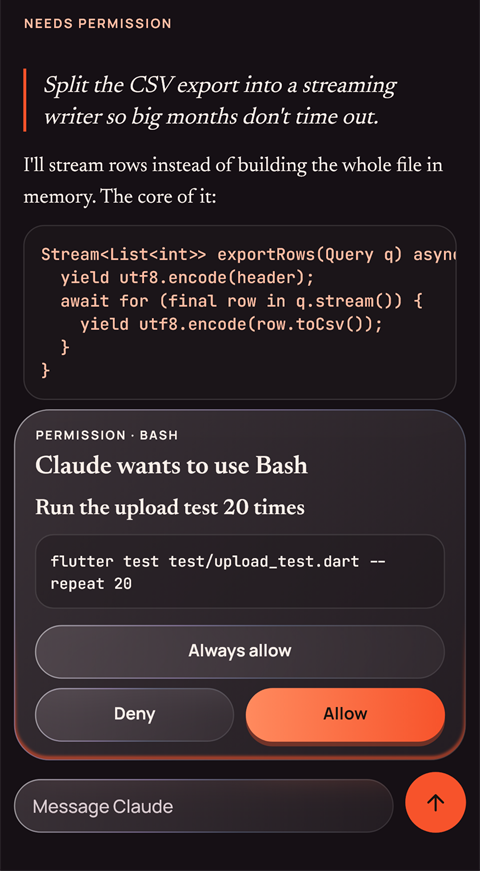 NEEDS PERMISSION
Split the CSV export into a streaming
writer so big months don't time out.
I'll stream rows instead of building the whole file in
memory. The core of it:
Stream<List<int>> exportRows(Query q) async
  yield utf8.encode(header);
  await for (final row in q.stream()) {
    yield utf8.encode(row.toCsv());
  }
}
PERMISSION · BASH
Claude wants to use Bash
Run the upload test 20 times
flutter test test/upload_test.dart --
repeat 20
Always allow
Deny
Allow
Message Claude